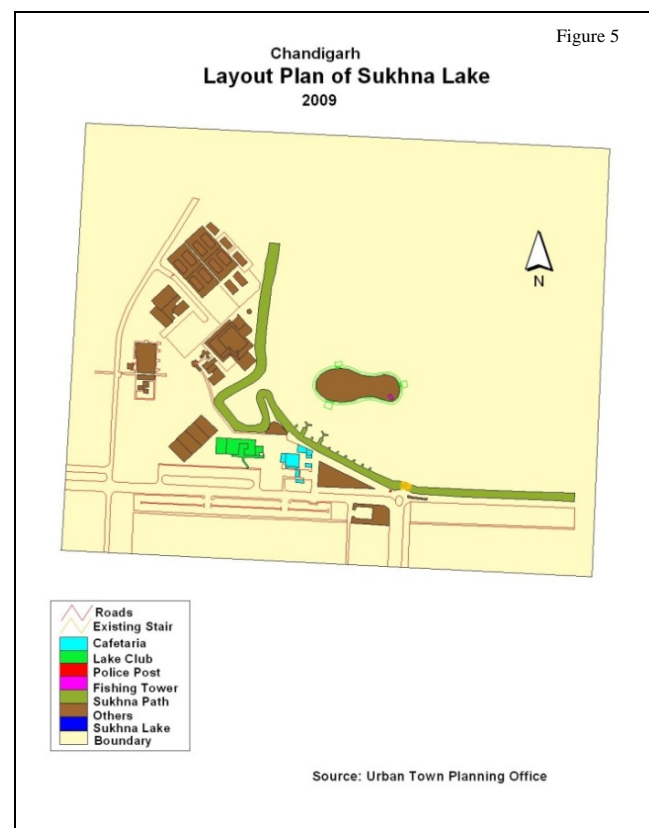 Figure 5
Chandigarh
Layout Plan of Sukhna Lake
2009
N
Roads
Existing Stair
Cafetaria
Lake Club
Police Post
Fishing Tower
Sukhna Path
Others
Sukhna Lake
Boundary
Source: Urban Town Planning Office